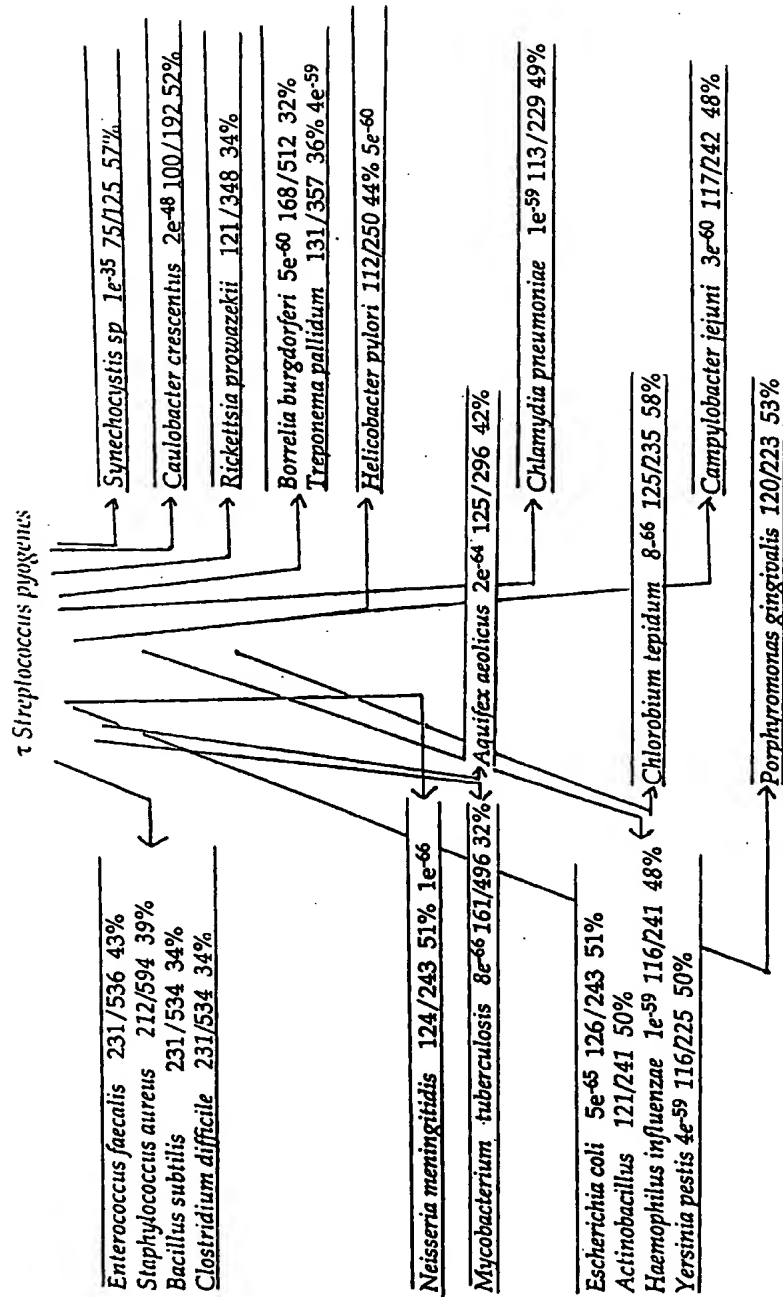 τ Streptococcus pyogenes
Enterococcus faecalis 231/536 43%
Staphylococcus aureus 212/594 39%
Bacillus subtilis 231/534 34%
Clostridium difficile 231/534 34%
Neisseria meningitidis 124/243 51% 1e-66
Mycobacterium tuberculosis 8e-66 161/496 32%
Escherichia coli 5e-65 126/243 51%
Actinobacillus 121/241 50%
Haemophilus influenzae 1e-59 116/241 48%
Yersinia pestis 4e-59 116/225 50%
Synechocystis sp 1e-35 75/125 57%
Caulobacter crescentus 2e-48 100/192 52%
Rickettsia prowazekii 121/348 34%
Borrelia burgdorferi 5e-60 168/512 32%
Treponema pallidum 131/357 36% 4e-59
Helicobacter pylori 112/250 44% 5e-60
Aquifex aeolicus 2e-64 125/296 42%
Chlamydia pneumoniae 1e-59 113/229 49%
Chlorobium tepidum 8-66 125/235 58%
Campylobacter jejuni 3e-60 117/242 48%
Porphyromonas gingivalis 120/223 53%